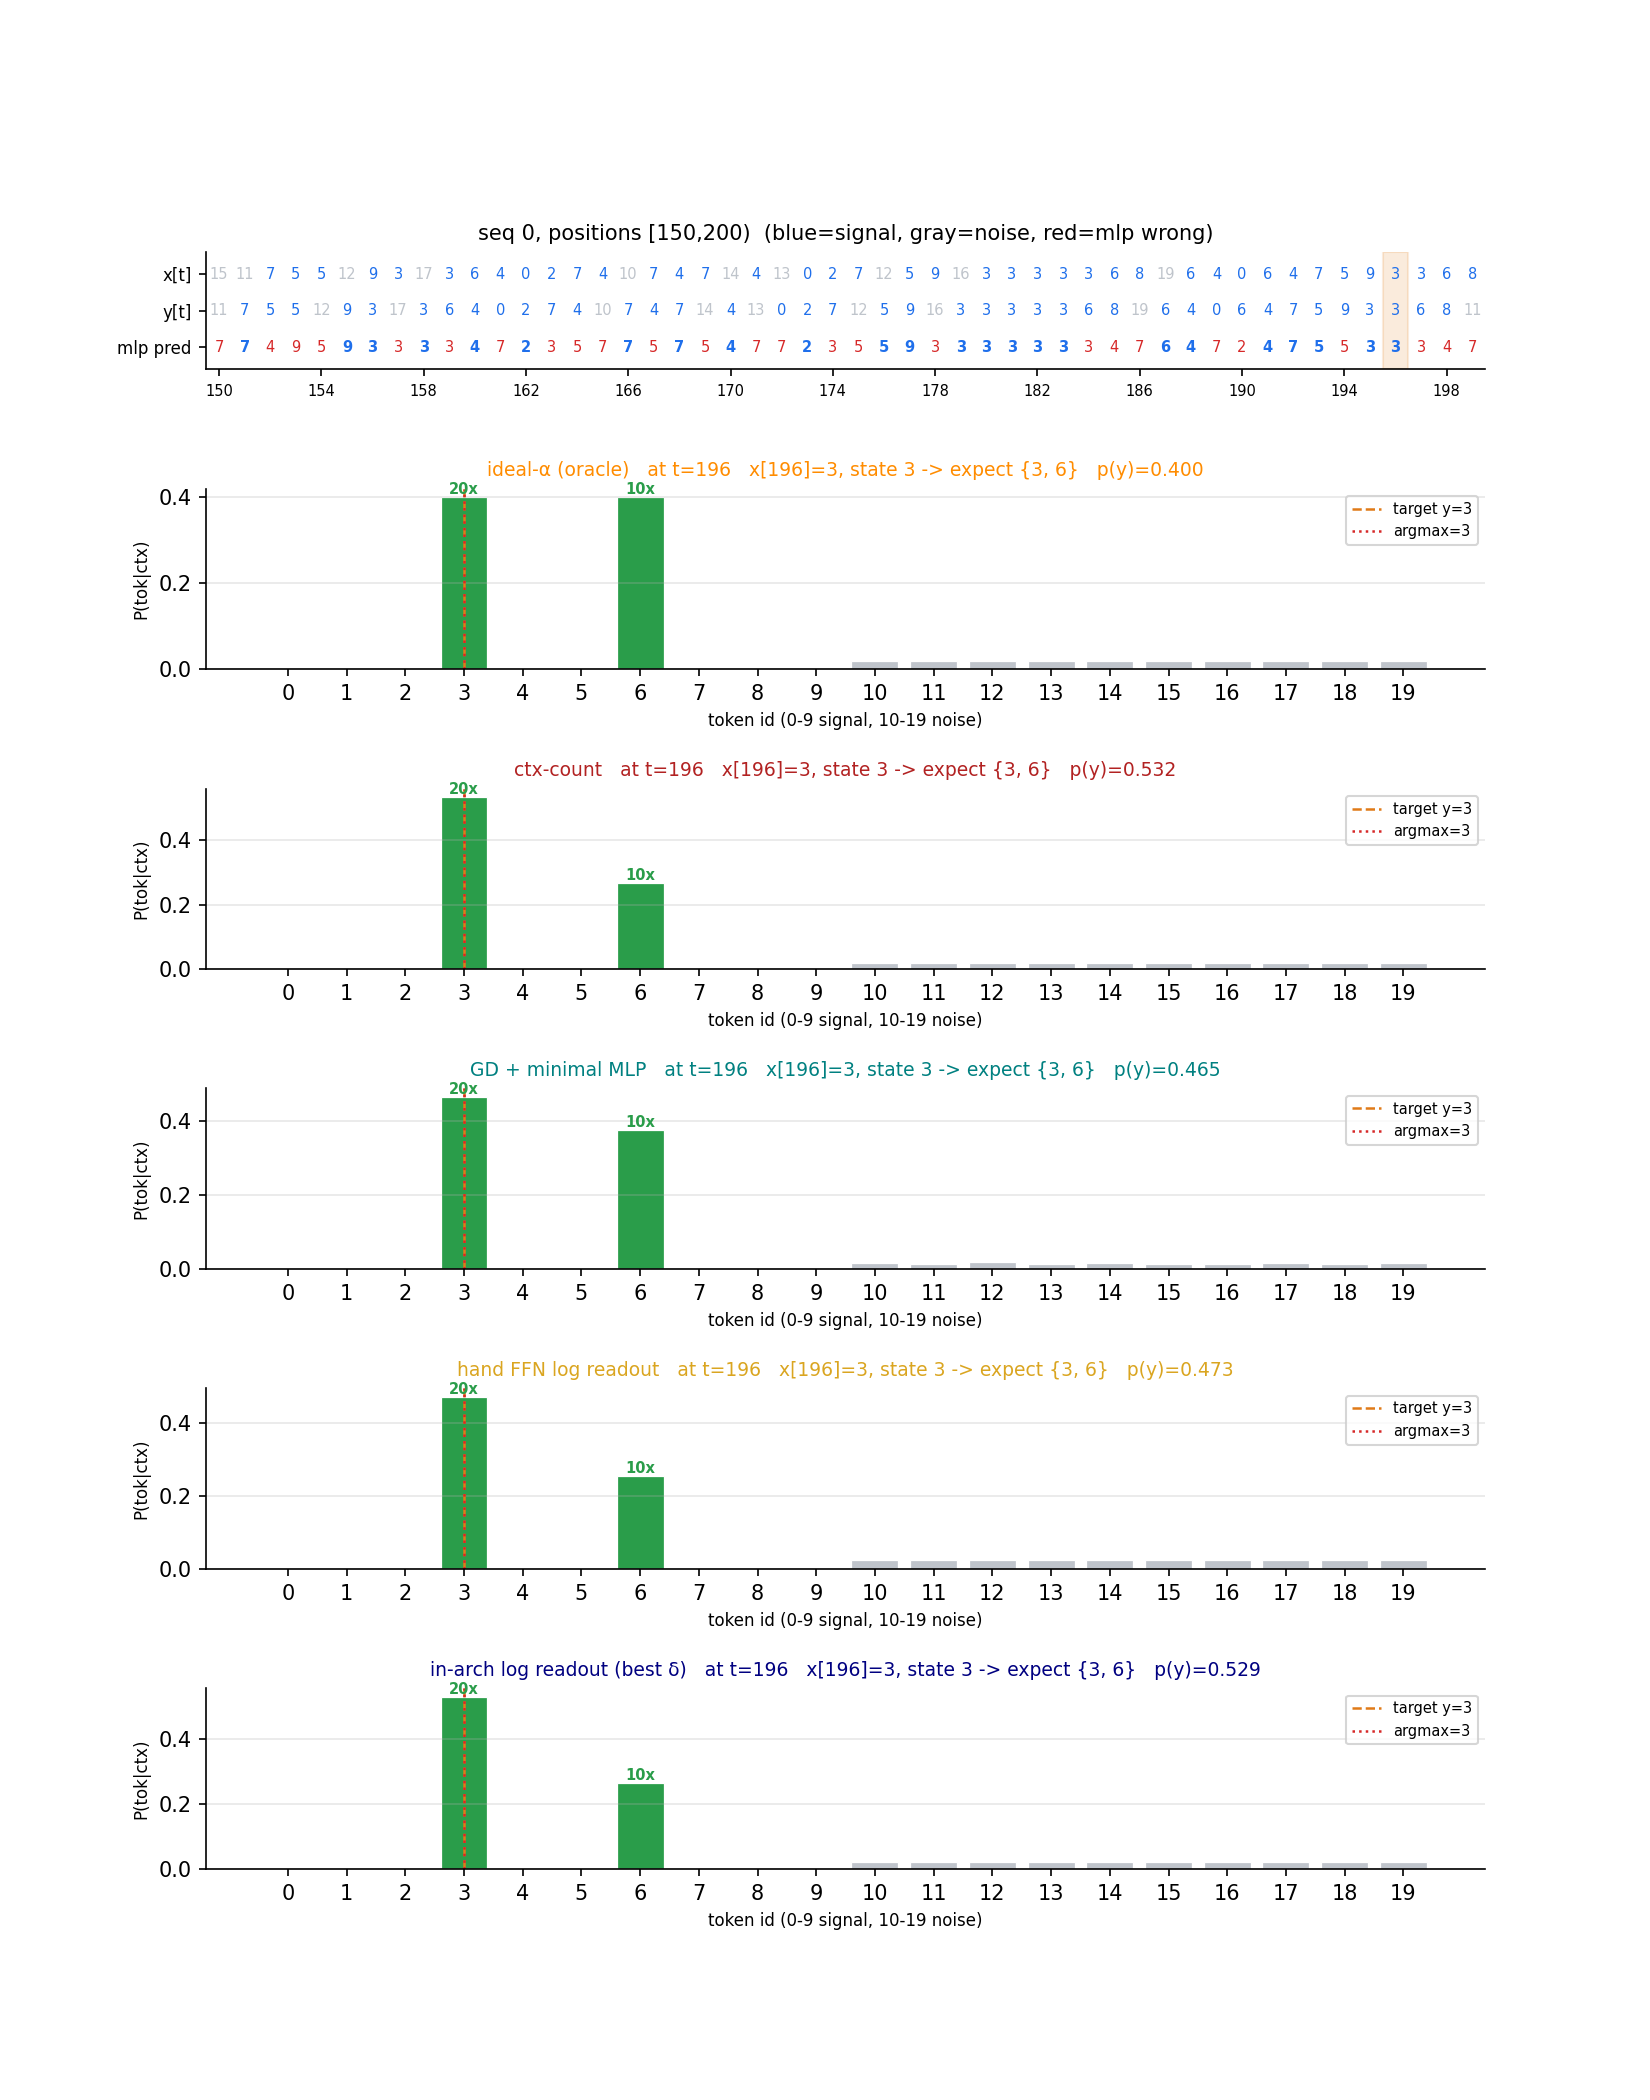 seq 0, positions [150,200)  (blue=signal, gray=noise, red=mlp wrong)
x[t] 15 11 7 5 5 12 9 3 17 3 6 4 0 2 7 4 10 7 4 7 14 4 13 0 2 7 12 5 9 16 3 3 3 3 3 6 8 19 6 4 0 6 4 7 5 9 3 3 6 8
y[t] 11 7 5 5 12 9 3 17 3 6 4 0 2 7 4 10 7 4 7 14 4 13 0 2 7 12 5 9 16 3 3 3 3 3 6 8 19 6 4 0 6 4 7 5 9 3 3 6 8 11
mlp pred 7 7 4 9 5 9 3 3 3 3 4 7 2 3 5 7 7 5 7 5 4 7 7 2 3 5 5 9 3 3 3 3 3 3 3 4 7 6 4 7 2 4 7 5 5 3 3 3 4 7
150 154 158 162 166 170 174 178 182 186 190 194 198
ideal-α (oracle)   at t=196   x[196]=3, state 3 -> expect {3, 6}   p(y)=0.400
20x 10x
target y=3
argmax=3
P(tok|ctx)
0.4
0.2
0.0
0 1 2 3 4 5 6 7 8 9 10 11 12 13 14 15 16 17 18 19
token id (0-9 signal, 10-19 noise)
ctx-count   at t=196   x[196]=3, state 3 -> expect {3, 6}   p(y)=0.532
20x
10x
target y=3
argmax=3
P(tok|ctx)
0.4
0.2
0.0
0 1 2 3 4 5 6 7 8 9 10 11 12 13 14 15 16 17 18 19
token id (0-9 signal, 10-19 noise)
GD + minimal MLP   at t=196   x[196]=3, state 3 -> expect {3, 6}   p(y)=0.465
20x
10x
target y=3
argmax=3
P(tok|ctx)
0.4
0.2
0.0
0 1 2 3 4 5 6 7 8 9 10 11 12 13 14 15 16 17 18 19
token id (0-9 signal, 10-19 noise)
hand FFN log readout   at t=196   x[196]=3, state 3 -> expect {3, 6}   p(y)=0.473
20x
10x
target y=3
argmax=3
P(tok|ctx)
0.4
0.2
0.0
0 1 2 3 4 5 6 7 8 9 10 11 12 13 14 15 16 17 18 19
token id (0-9 signal, 10-19 noise)
in-arch log readout (best δ)   at t=196   x[196]=3, state 3 -> expect {3, 6}   p(y)=0.529
20x
10x
target y=3
argmax=3
P(tok|ctx)
0.4
0.2
0.0
0 1 2 3 4 5 6 7 8 9 10 11 12 13 14 15 16 17 18 19
token id (0-9 signal, 10-19 noise)